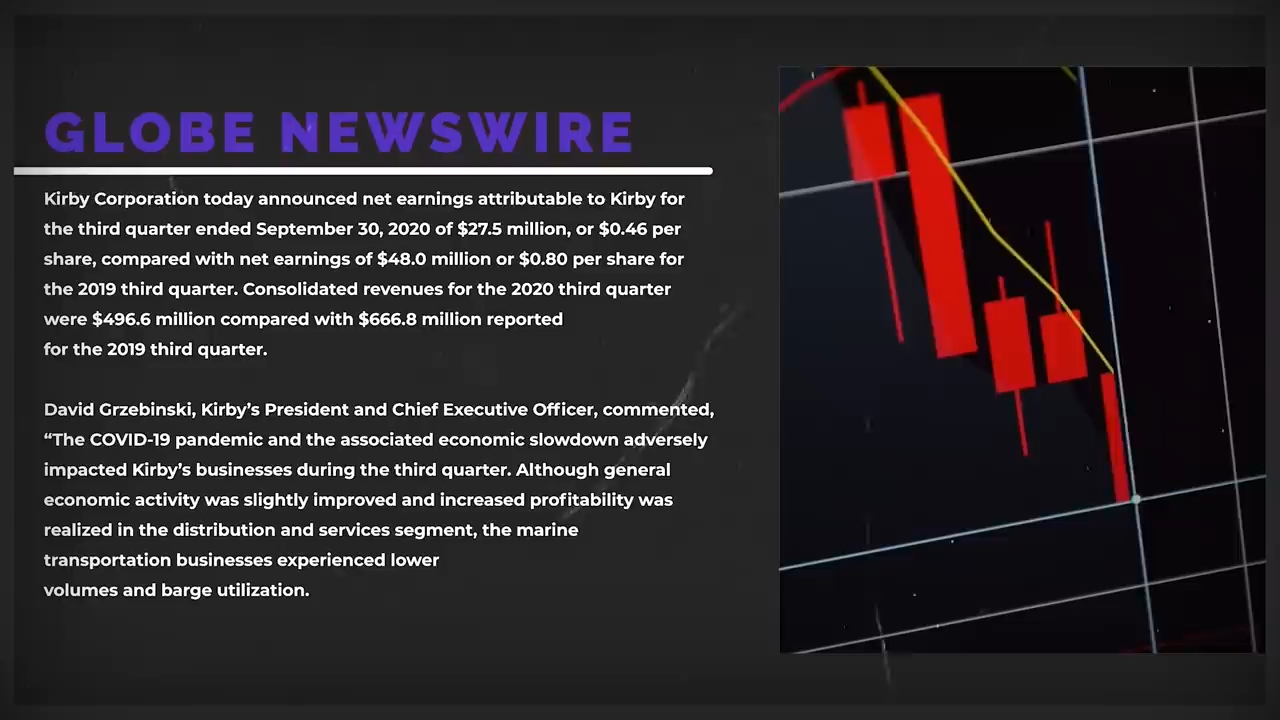 GLOBE NEWSWIRE
Kirby Corporation today announced net earnings attributable to Kirby for
the third quarter ended September 30, 2020 of $27.5 million, or $0.46 per
share, compared with net earnings of $48.0 million or $0.80 per share for
the 2019 third quarter. Consolidated revenues for the 2020 third quarter
were $496.6 million compared with $666.8 million reported
for the 2019 third quarter.
David Grzebinski, Kirby’s President and Chief Executive Officer, commented,
“The COVID-19 pandemic and the associated economic slowdown adversely
impacted Kirby’s businesses during the third quarter. Although general
economic activity was slightly improved and increased profitability was
realized in the distribution and services segment, the marine
transportation businesses experienced lower
volumes and barge utilization.